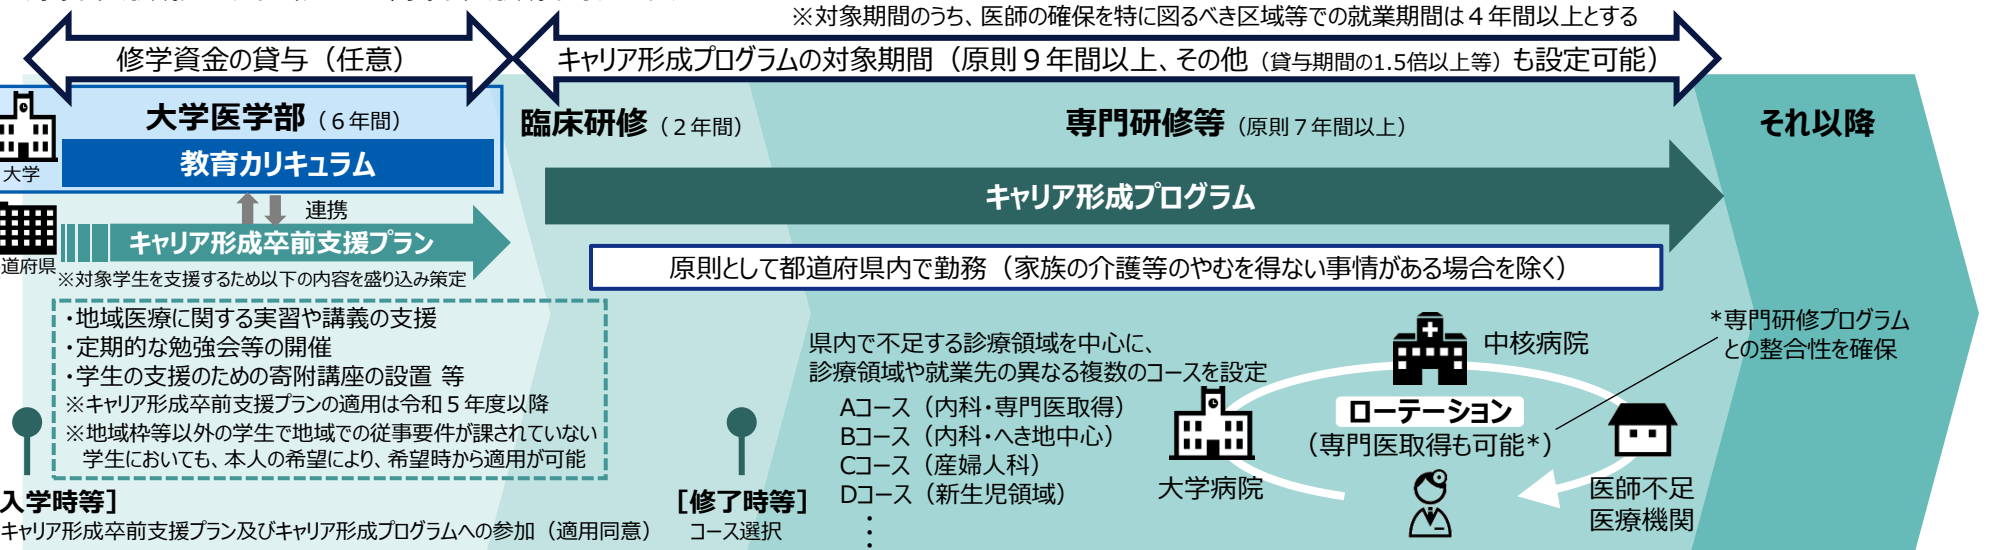 ※対象期間のうち、医師の確保を特に図るべき区域等での就業期間は４年間以上とする
修学資金の貸与（任意）
キャリア形成プログラムの対象期間（原則９年間以上、その他（貸与期間の1.5倍以上等）も設定可能）
大学医学部（６年間）
臨床研修（２年間）
専門研修等（原則７年間以上）
それ以降
教育カリキュラム
大学
キャリア形成プログラム
連携
キャリア形成卒前支援プラン
道府県
※対象学生を支援するため以下の内容を盛り込み策定
原則として都道府県内で勤務（家族の介護等のやむを得ない事情がある場合を除く）
・地域医療に関する実習や講義の支援
・定期的な勉強会等の開催
・学生の支援のための寄附講座の設置 等
※キャリア形成卒前支援プランの適用は令和５年度以降
※地域枠等以外の学生で地域での従事要件が課されていない
学生においても、本人の希望により、希望時から適用が可能
県内で不足する診療領域を中心に、
診療領域や就業先の異なる複数のコースを設定
Aコース（内科・専門医取得）
Bコース（内科・へき地中心）
Cコース（産婦人科）
Dコース（新生児領域）
・
・
・
中核病院
*専門研修プログラム
との整合性を確保
ローテーション
（専門医取得も可能*）
大学病院
医師不足
医療機関
入学時等］
キャリア形成卒前支援プラン及びキャリア形成プログラムへの参加（適用同意）
［修了時等］
コース選択